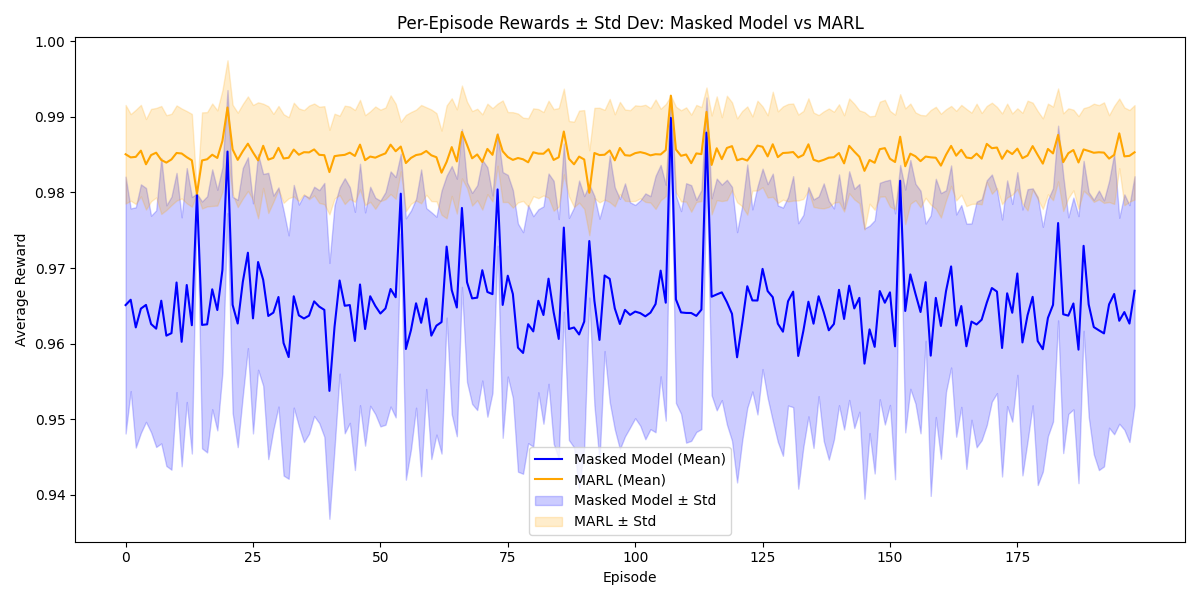 Per-Episode Rewards ± Std Dev: Masked Model vs MARL
Average Reward
1.00
0.99
0.98
0.97
0.96
0.95
0.94
Masked Model (Mean)
MARL (Mean)
Masked Model ± Std
MARL ± Std
0 25 50 75 100 125 150 175
Episode